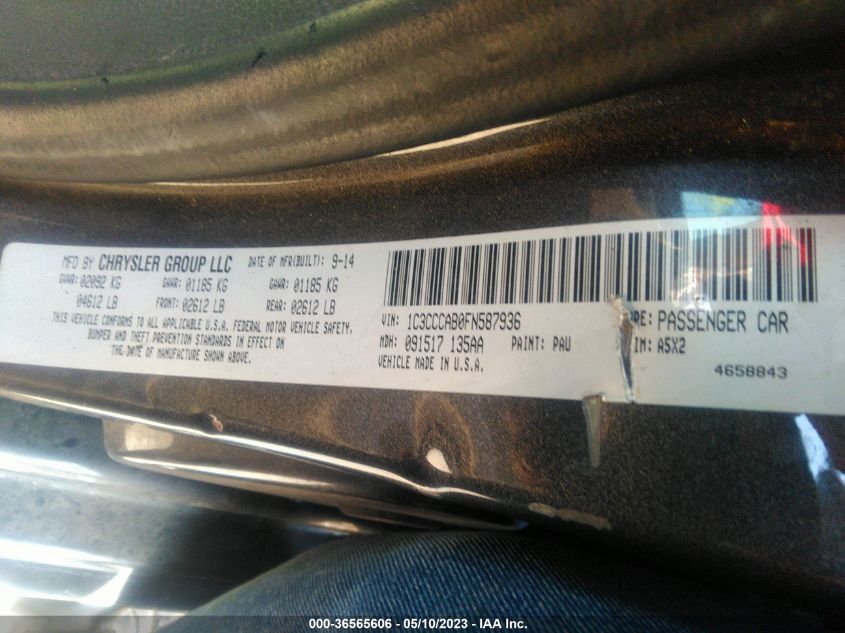 MFD BY CHRYSLER GROUP LLC DATE OF MFR(BUILT): 9-14
GVWR: 02092 KG GAWR: 01185 KG GAWR: 01185 KG
04612 LB FRONT: 02612 LB REAR: 02612 LB
THIS VEHICLE CONFORMS TO ALL APPLICABLE U.S.A. FEDERAL MOTOR VEHICLE SAFETY,
BUMPER AND THEFT PREVENTION STANDARDS IN EFFECT ON
THE DATE OF MANUFACTURE SHOWN ABOVE.
VIN: 1C3CCCAB0FN587936 PE: PASSENGER CAR
MDH: 091517 135AA PAINT: PAU IM: A5X2
VEHICLE MADE IN U.S.A. 4658843
000-36565606 - 05/10/2023 - IAA Inc.